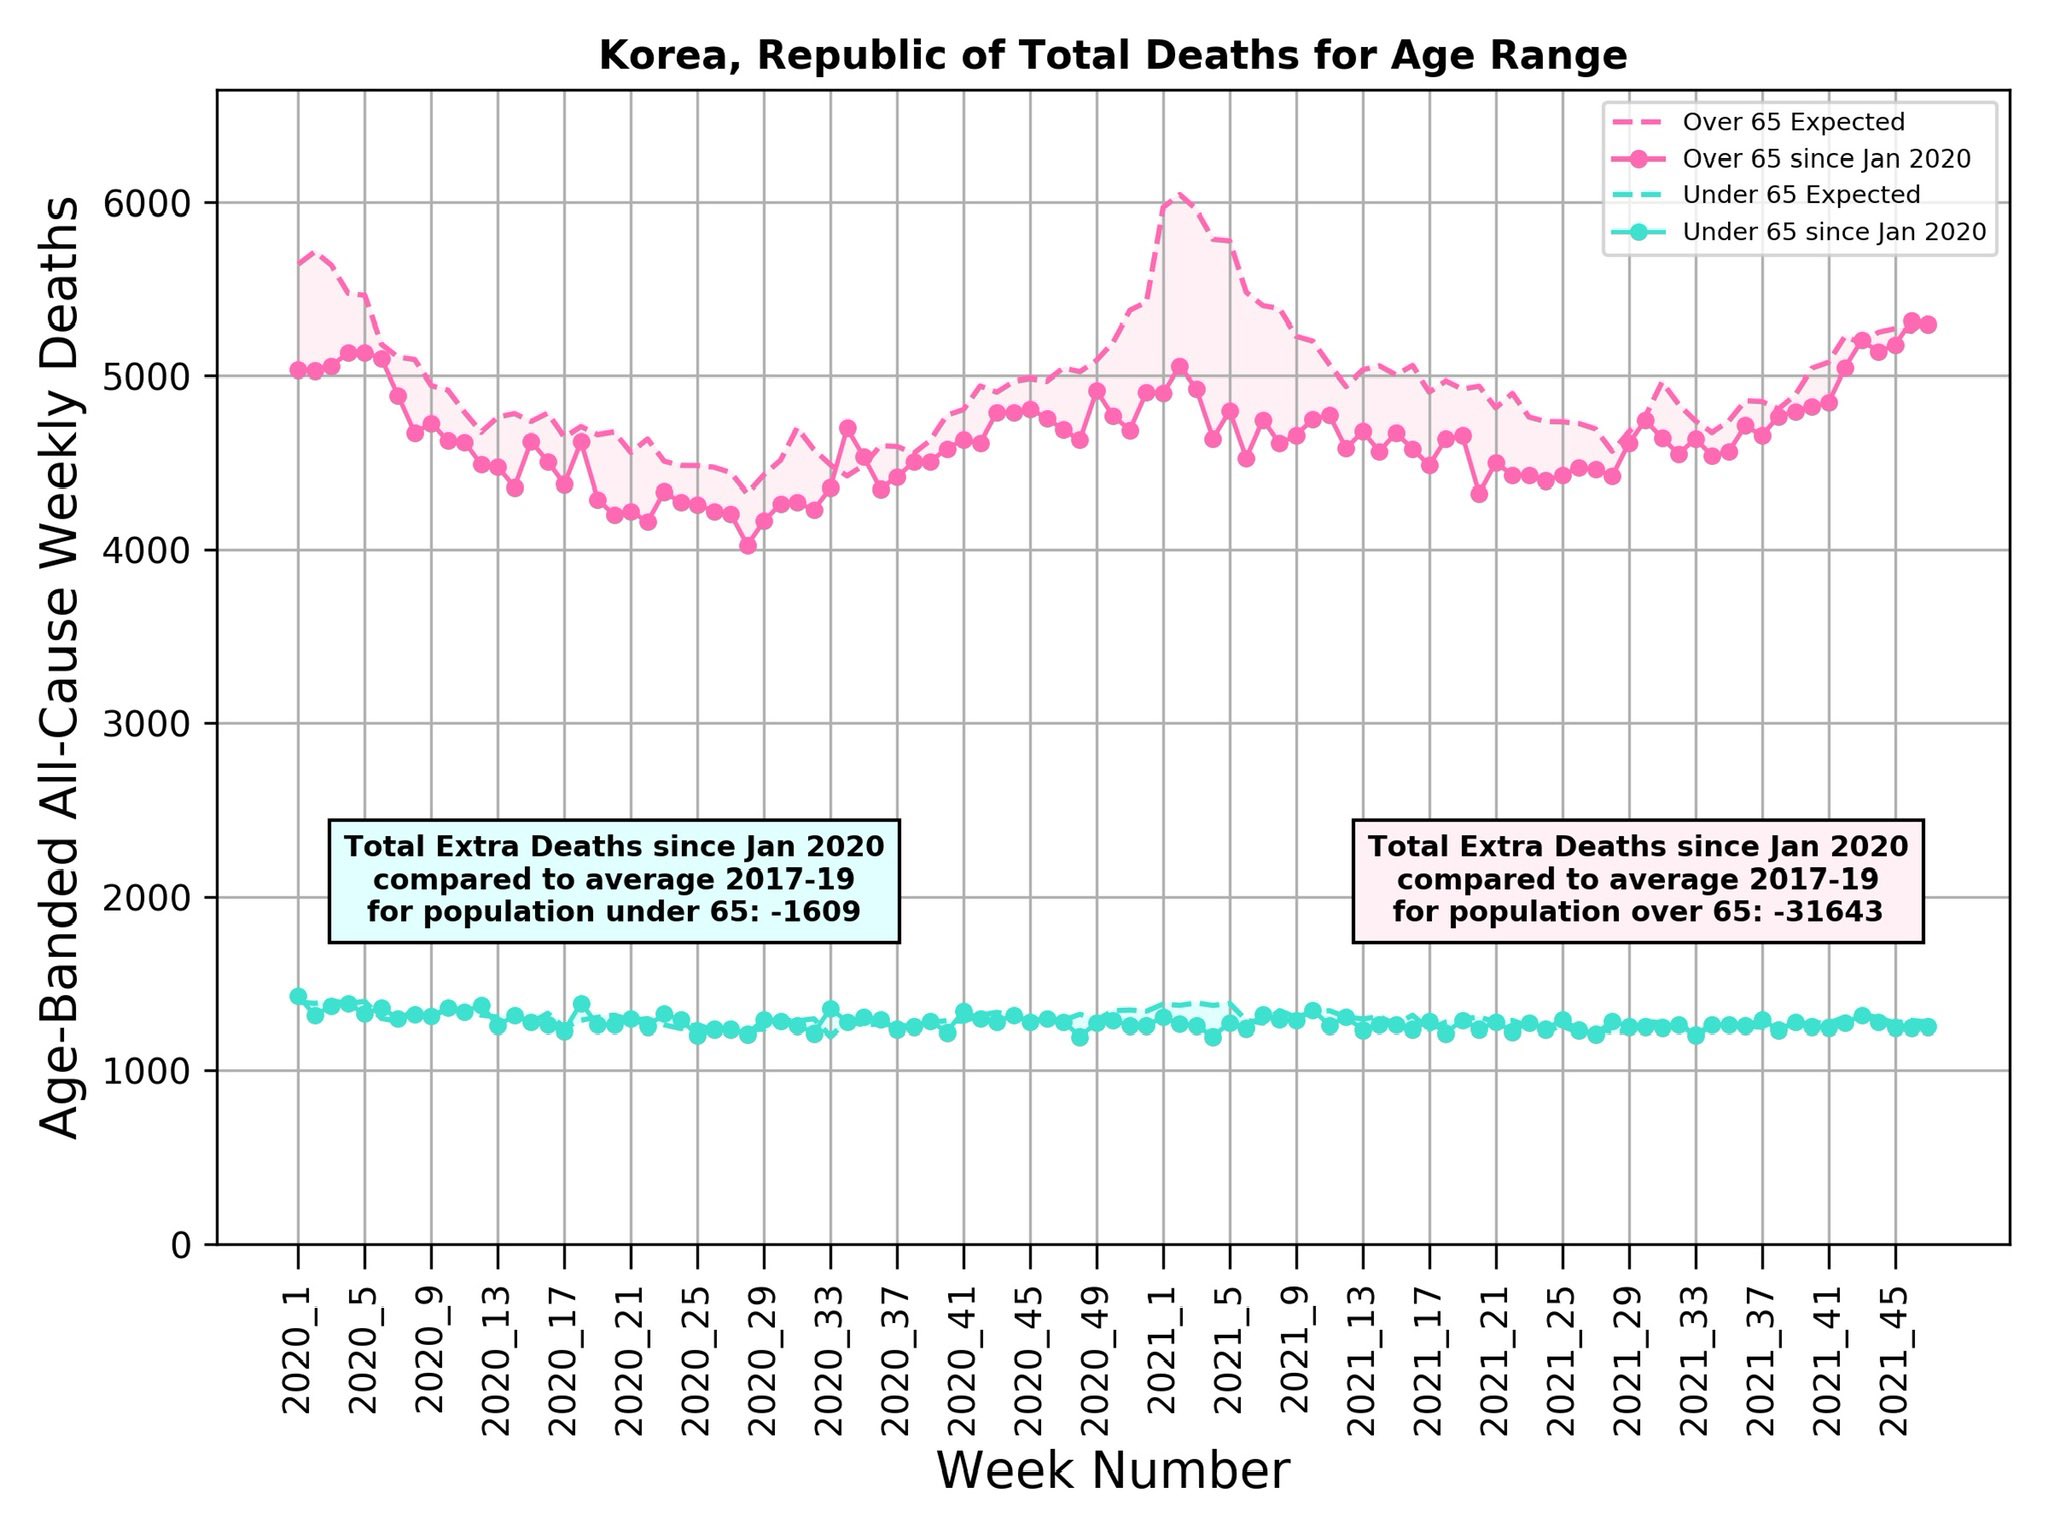 Korea, Republic of Total Deaths for Age Range
Over 65 Expected
Over 65 since Jan 2020
Under 65 Expected
Under 65 since Jan 2020
Age-Banded All-Cause Weekly Deaths
6000
5000
4000
3000
2000
1000
0
Total Extra Deaths since Jan 2020
compared to average 2017-19
for population under 65: -1609
Total Extra Deaths since Jan 2020
compared to average 2017-19
for population over 65: -31643
2020_1
2020_5
2020_9
2020_13
2020_17
2020_21
2020_25
2020_29
2020_33
2020_37
2020_41
2020_45
2020_49
2021_1
2021_5
2021_9
2021_13
2021_17
2021_21
2021_25
2021_29
2021_33
2021_37
2021_41
2021_45
Week Number